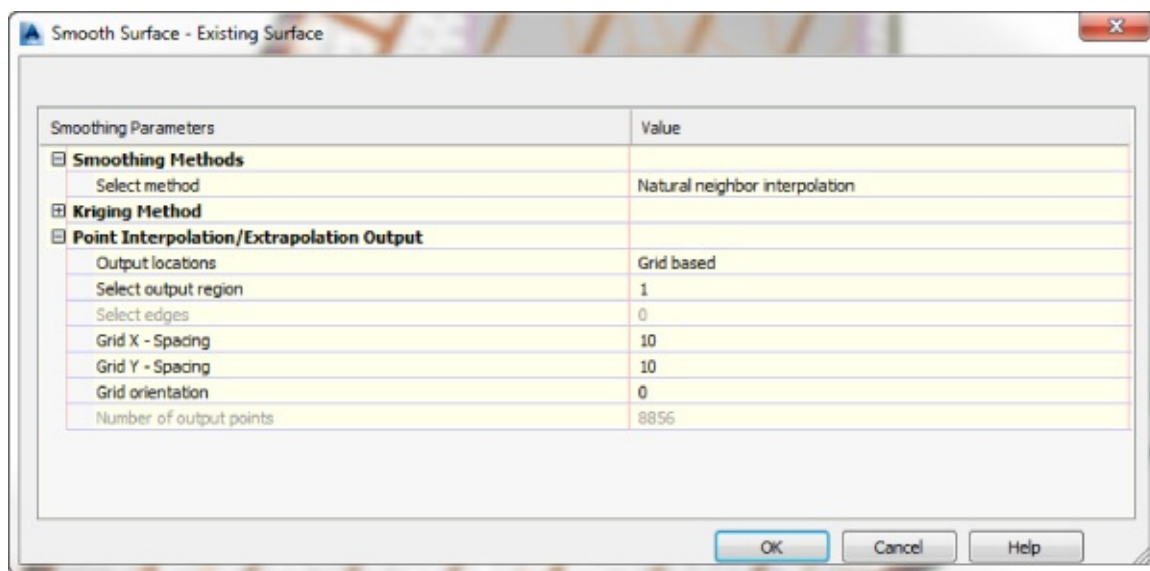 Smooth Surface - Existing Surface
Smoothing Parameters Value
Smoothing Methods
Select method Natural neighbor interpolation
Kriging Method
Point Interpolation/Extrapolation Output
Output locations Grid based
Select output region 1
Select edges 0
Grid X - Spacing 10
Grid Y - Spacing 10
Grid orientation 0
Number of output points 8856
OK Cancel Help